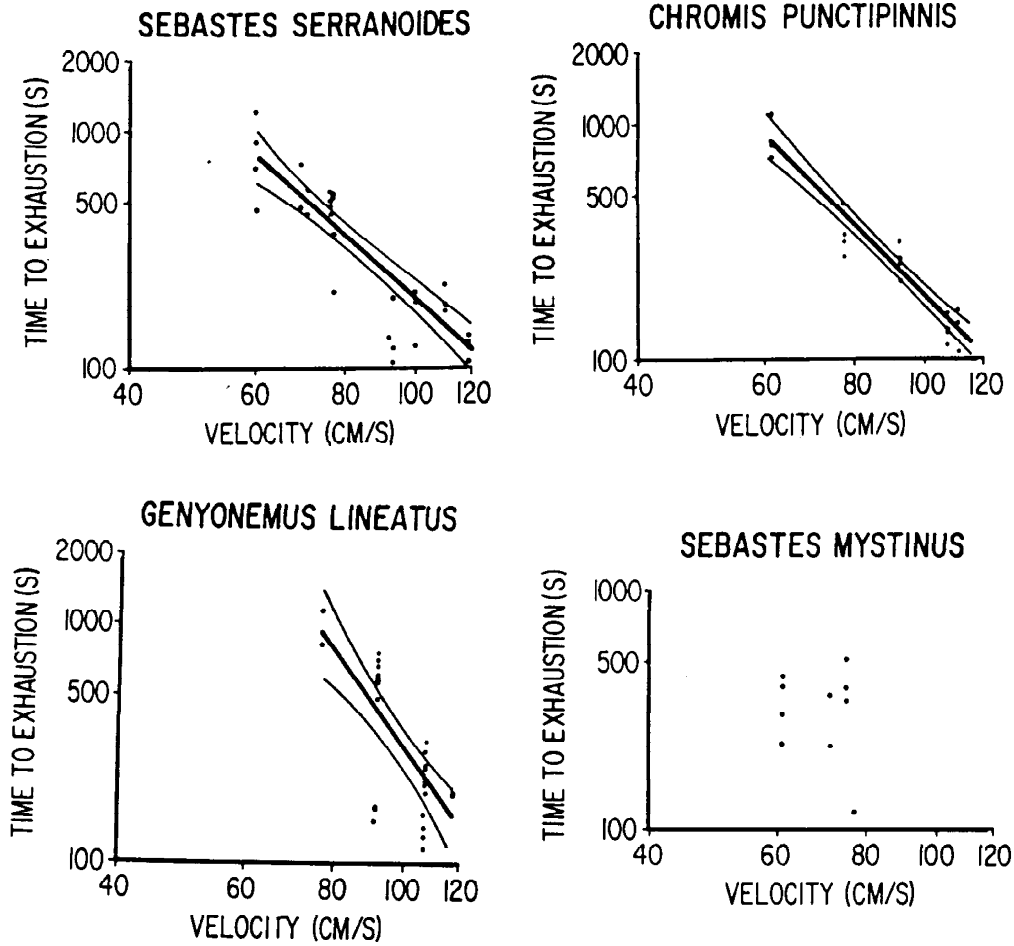 SEBASTES SERRANOIDES
TIME TO EXHAUSTION (S)
2000
1000
500
100
40 60 80 100 120
VELOCITY (CM/S)
CHROMIS PUNCTIPINNIS
TIME TO EXHAUSTION (S)
2000
1000
500
100
40 60 80 100 120
VELOCITY (CM/S)
GENYONEMUS LINEATUS
TIME TO EXHAUSTION (S)
2000
1000
500
100
40 60 80 100 120
VELOCITY (CM/S)
SEBASTES MYSTINUS
TIME TO EXHAUSTION (S)
1000
500
100
40 60 80 100 120
VELOCITY (CM/S)